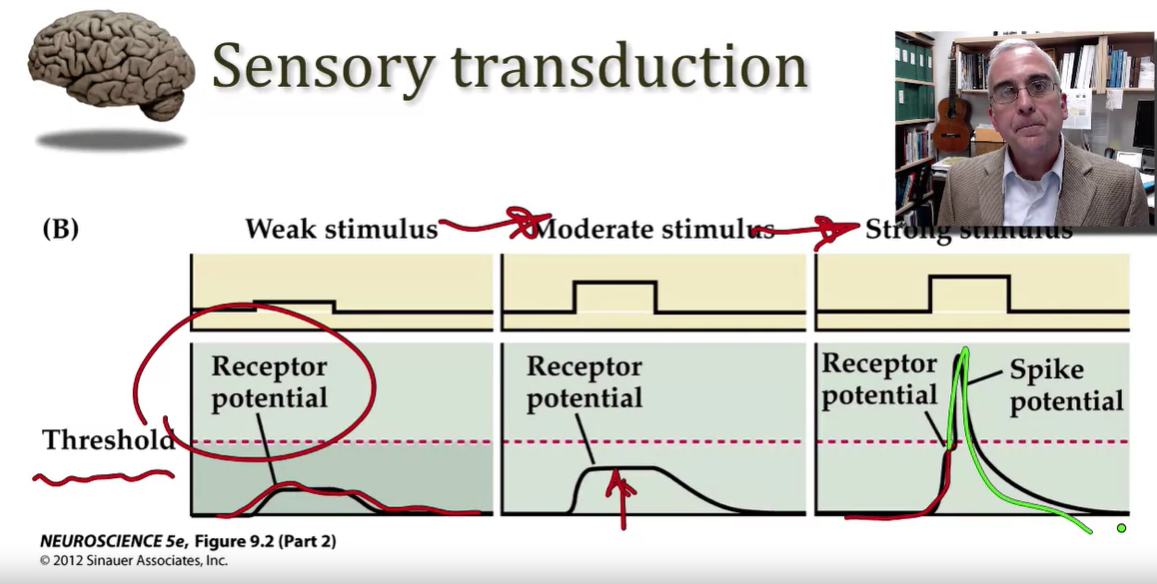 Sensory transduction
(B)
Weak stimulus
Moderate stimulus
Strong stimulus
Receptor
potential
Receptor
potential
Receptor
potential
Spike
potential
Threshold
NEUROSCIENCE 5e, Figure 9.2 (Part 2)
© 2012 Sinauer Associates, Inc.